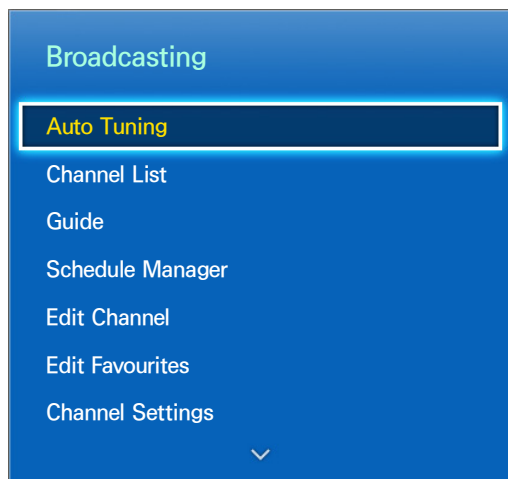 Broadcasting
Auto Tuning
Channel List
Guide
Schedule Manager
Edit Channel
Edit Favourites
Channel Settings